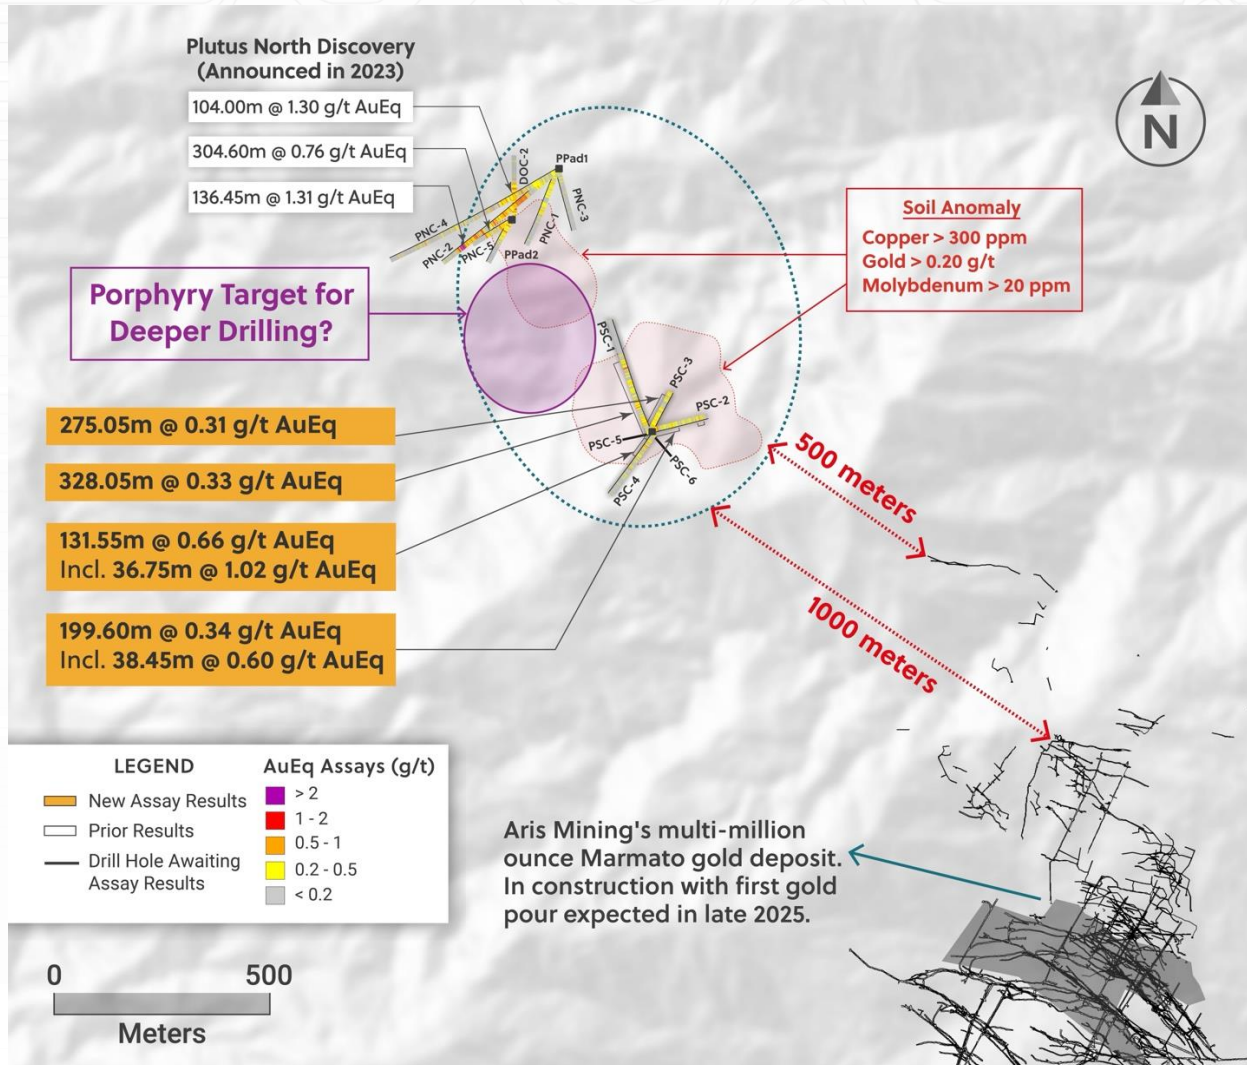 Plutus North Discovery
(Announced in 2023)
104.00m @ 1.30 g/t AuEq
304.60m @ 0.76 g/t AuEq
136.45m @ 1.31 g/t AuEq
DOC-2
PPad1
PNC-3
PNC-1
PNC-4
PNC-2
PNC-5
PPad2
N
Soil Anomaly
Copper > 300 ppm
Gold > 0.20 g/t
Molybdenum > 20 ppm
Porphyry Target for
Deeper Drilling?
PSC-1
PSC-3
PSC-2
PSC-5
PSC-6
PSC-4
275.05m @ 0.31 g/t AuEq
328.05m @ 0.33 g/t AuEq
131.55m @ 0.66 g/t AuEq
Incl. 36.75m @ 1.02 g/t AuEq
199.60m @ 0.34 g/t AuEq
Incl. 38.45m @ 0.60 g/t AuEq
500 meters
1000 meters
LEGEND
New Assay Results
Prior Results
Drill Hole Awaiting
Assay Results
AuEq Assays (g/t)
> 2
1 - 2
0.5 - 1
0.2 - 0.5
< 0.2
Aris Mining's multi-million
ounce Marmato gold deposit.
In construction with first gold
pour expected in late 2025.
0 500
Meters